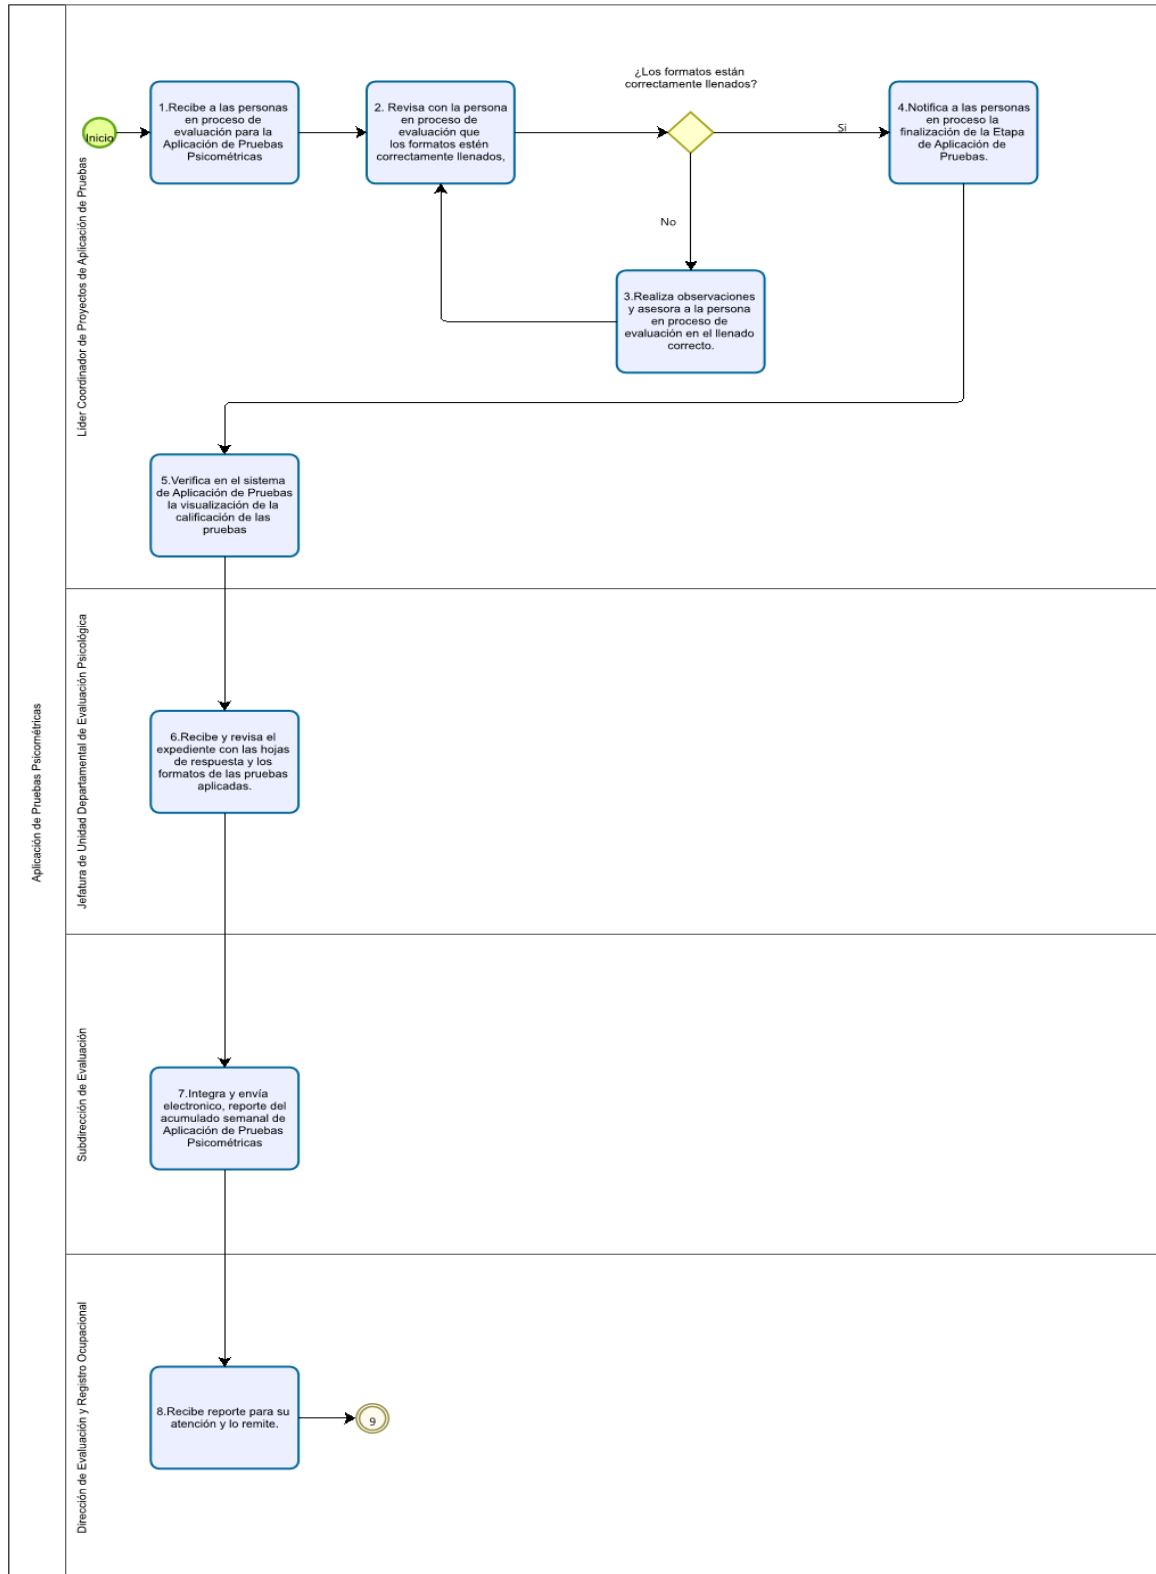 Aplicación de Pruebas Psicométricas
Líder Coordinador de Proyectos de Aplicación de Pruebas
Inicio
1.Recibe a las personas
en proceso de
evaluación para la
Aplicación de Pruebas
Psicométricas
2. Revisa con la persona
en proceso de
evaluación que
los formatos estén
correctamente llenados,
¿Los formatos están
correctamente llenados?
Si
No
4.Notifica a las personas
en proceso la
finalización de la Etapa
de Aplicación de
Pruebas.
3.Realiza observaciones
y asesora a la persona
en proceso de
evaluación en el llenado
correcto.
5.Verifica en el sistema
de Aplicación de Pruebas
la visualización de la
calificación de las
pruebas
Jefatura de Unidad Departamental de Evaluación Psicológica
6.Recibe y revisa el
expediente con las hojas
de respuesta y los
formatos de las pruebas
aplicadas.
Subdirección de Evaluación
7.Integra y envía
electronico, reporte del
acumulado semanal de
Aplicación de Pruebas
Psicométricas
Dirección de Evaluación y Registro Ocupacional
8.Recibe reporte para su
atención y lo remite.
9